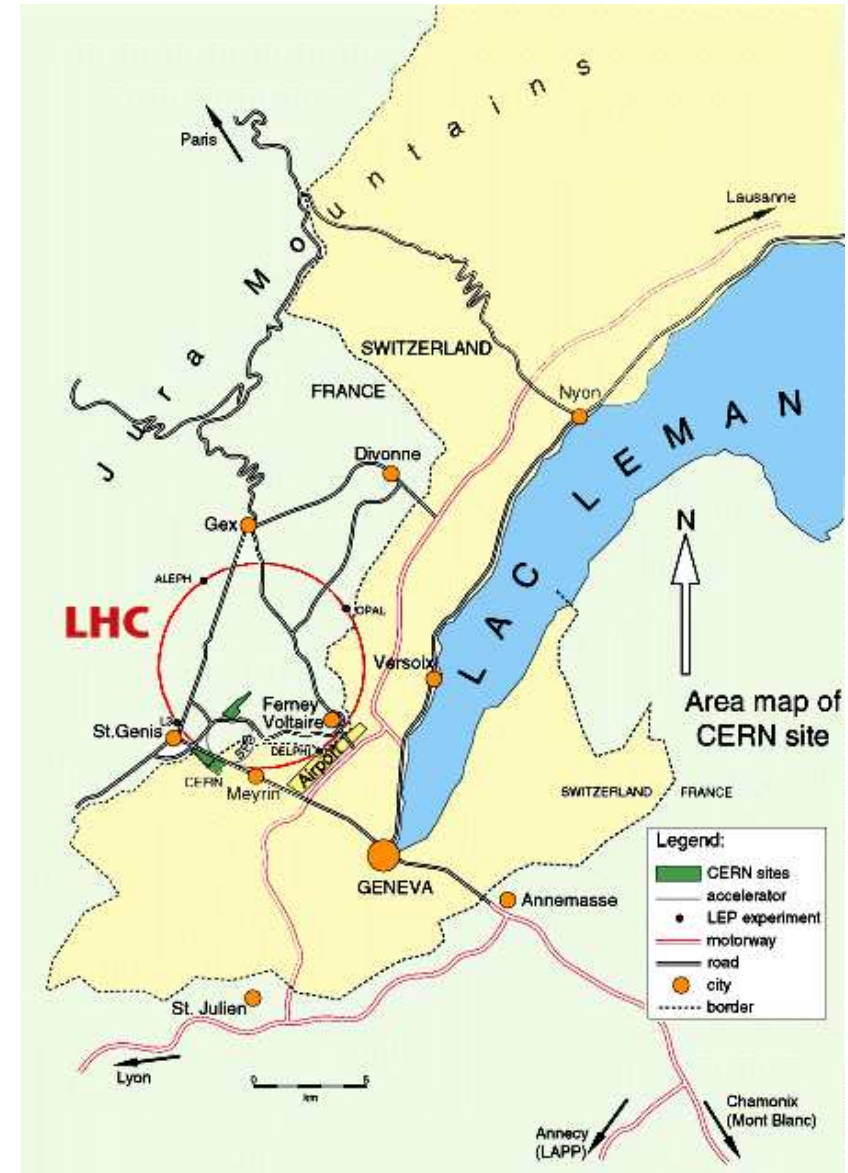 Paris
Jura Mountains
Lausanne
SWITZERLAND
FRANCE
Nyon
Divonne
LAC LEMAN
Gex
N
ALEPH
OPAL
LHC
Versoix
Area map of
CERN site
Ferney
Voltaire
L3
St.Genis
SPS
DELPHI
Airport
CERN
Meyrin
SWITZERLAND
FRANCE
Legend:
CERN sites
accelerator
LEP experiment
motorway
road
city
border
GENEVA
Annemasse
St. Julien
Lyon
0 5
km
Chamonix
(Mont Blanc)
Annecy
(LAPP)